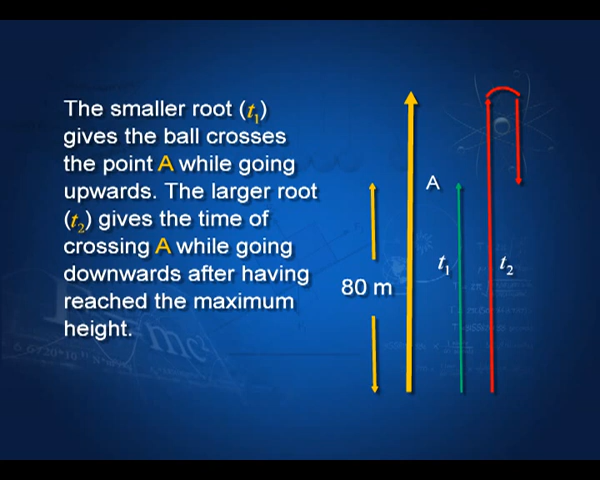 The smaller root (t₁)
gives the ball crosses
the point A while going
upwards. The larger root
(t₂) gives the time of
crossing A while going
downwards after having
reached the maximum
height.
A
t₁
t₂
80 m
mc²